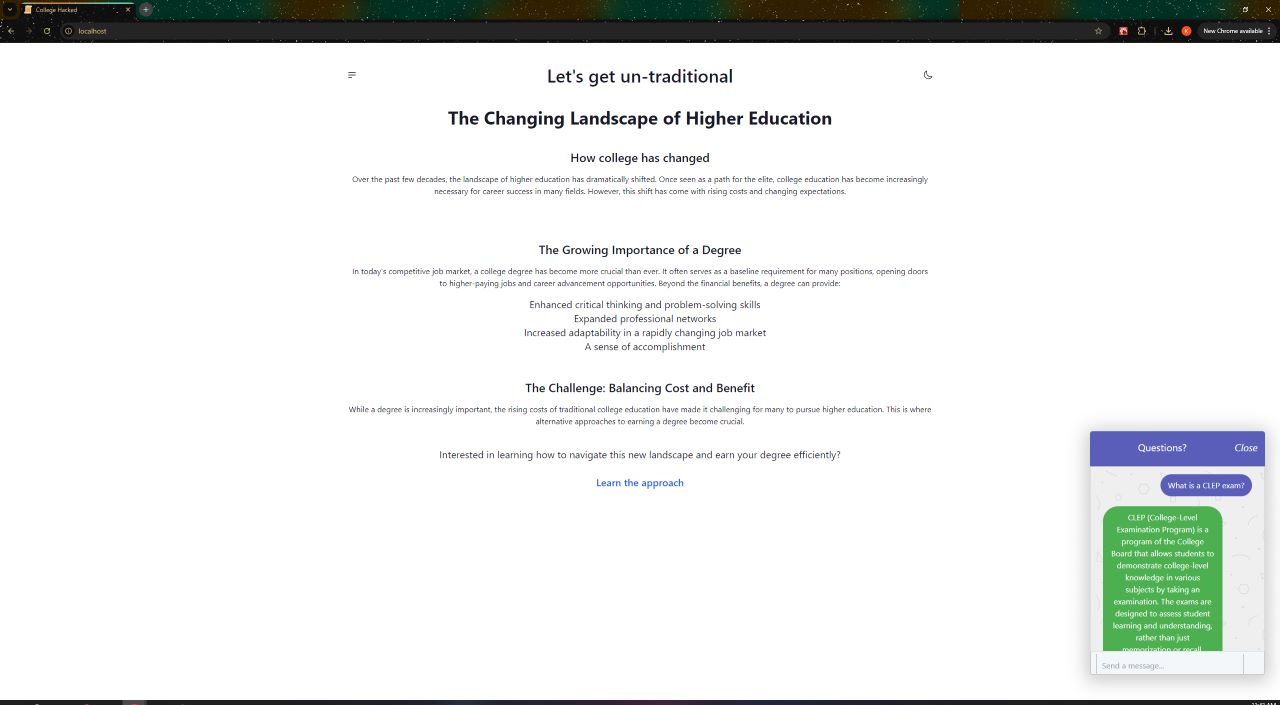 College Hacked
localhost
New Chrome available
Let's get un-traditional
The Changing Landscape of Higher Education
How college has changed
Over the past few decades, the landscape of higher education has dramatically shifted. Once seen as a path for the elite, college education has become increasingly
necessary for career success in many fields. However, this shift has come with rising costs and changing expectations.
The Growing Importance of a Degree
In today's competitive job market, a college degree has become more crucial than ever. It often serves as a baseline requirement for many positions, opening doors
to higher-paying jobs and career advancement opportunities. Beyond the financial benefits, a degree can provide:
Enhanced critical thinking and problem-solving skills
Expanded professional networks
Increased adaptability in a rapidly changing job market
A sense of accomplishment
The Challenge: Balancing Cost and Benefit
While a degree is increasingly important, the rising costs of traditional college education have made it challenging for many to pursue higher education. This is where
alternative approaches to earning a degree become crucial.
Interested in learning how to navigate this new landscape and earn your degree efficiently?
Learn the approach
Questions?
Close
What is a CLEP exam?
CLEP (College-Level
Examination Program) is a
program of the College
Board that allows students to
demonstrate college-level
knowledge in various
subjects by taking an
examination. The exams are
designed to assess student
learning and understanding,
rather than just
memorization or recall
Send a message...